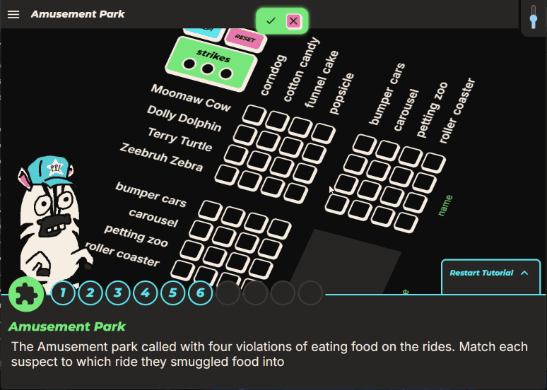 Amusement Park
RESET
strikes
corndog
cotton candy
funnel cake
popsicle
bumper cars
carousel
petting zoo
roller coaster
Moomaw Cow
Dolly Dolphin
Terry Turtle
Zeebruh Zebra
name
bumper cars
carousel
petting zoo
roller coaster
Restart Tutorial
1 2 3 4 5 6
Amusement Park
The Amusement park called with four violations of eating food on the rides. Match each
suspect to which ride they smuggled food into